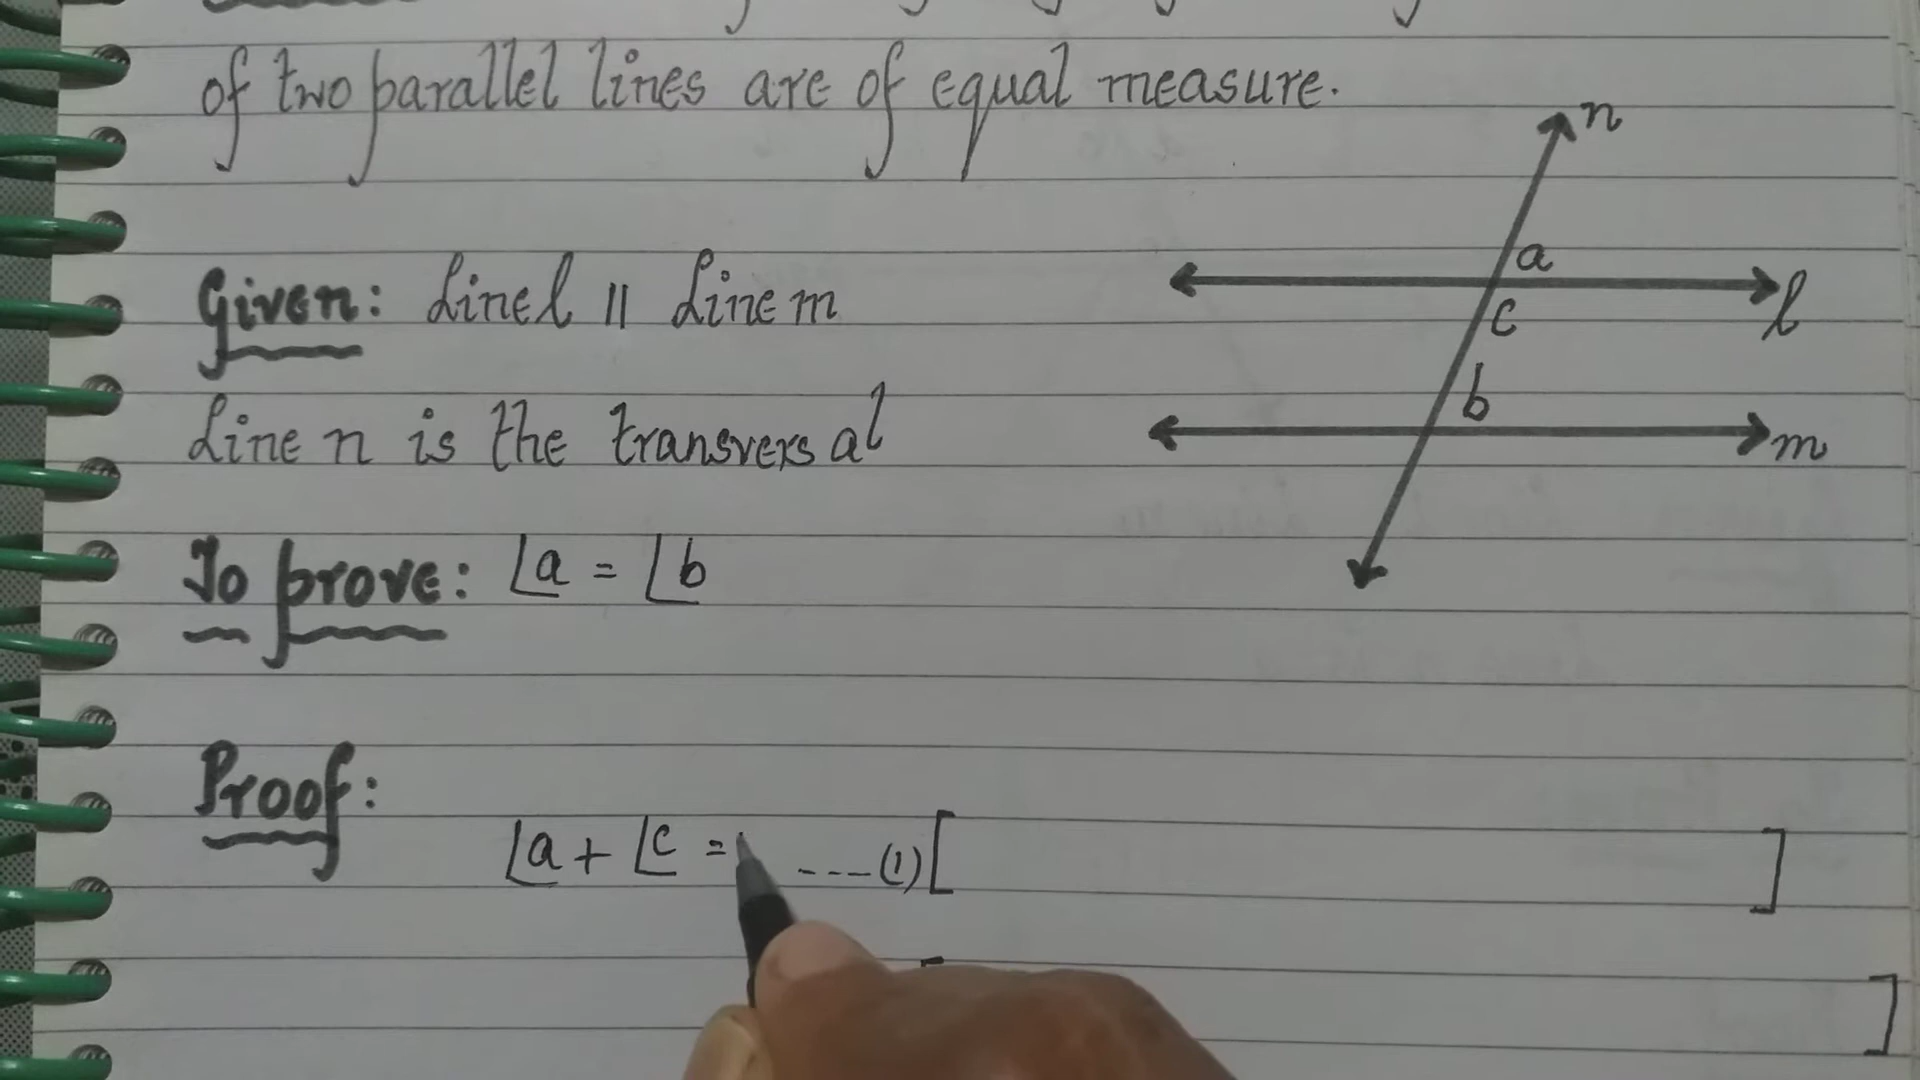 of two parallel lines are of equal measure.
n
a
Given: Line l || Line m
c
l
b
Line n is the transversal
m
To prove: ∠a = ∠b
Proof:
∠a + ∠c = ----(1) [ ]
]